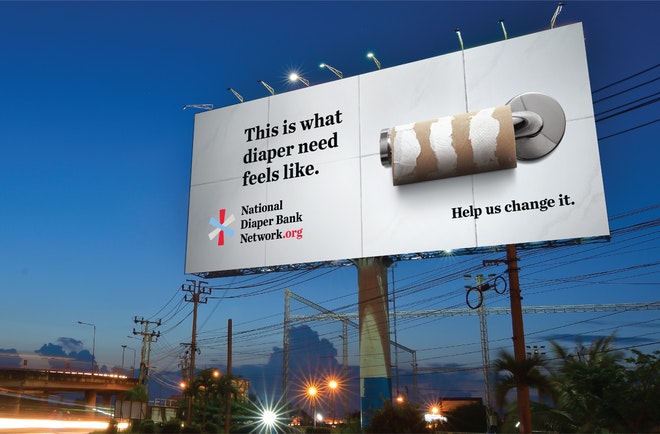 This is what
diaper need
feels like.
National
Diaper Bank
Network.org
Help us change it.